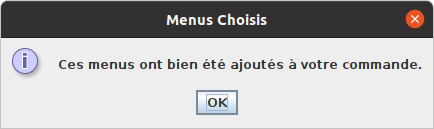 Menus Choisis
Ces menus ont bien été ajoutés à votre commande.
OK